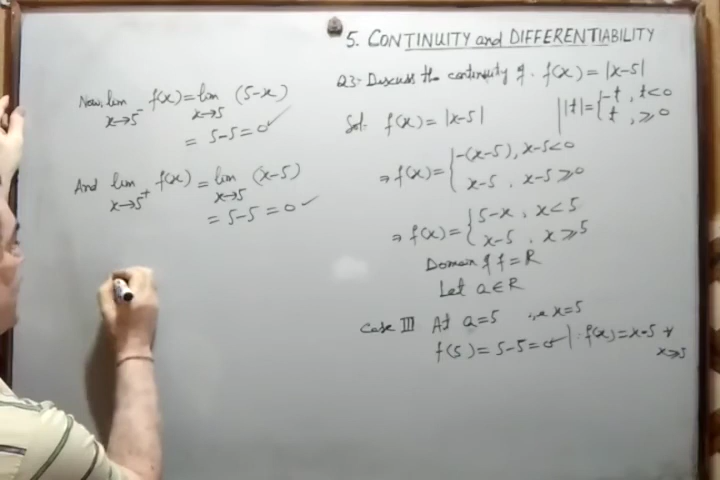 5. CONTINUITY and DIFFERENTIABILITY
Q3- Discuss the continuity of. f(x) = |x-5|
Sol. f(x) = |x-5|
|t| = { -t , t<0
t , ≥0
⇒ f(x) = { -(x-5), x-5<0
x-5 , x-5≥0
⇒ f(x) = { 5-x , x<5
x-5 , x≥5
Domain of f = R
Let a∈R
Case III At a=5 x=5
f(5) = 5-5=0 ∵ f(x)=x-5 ∀
x≥5
Now, lim x→5⁻ f(x) = lim x→5 (5-x)
= 5-5=0 ✓
And lim x→5⁺ f(x) = lim x→5 (x-5)
= 5-5=0 ✓